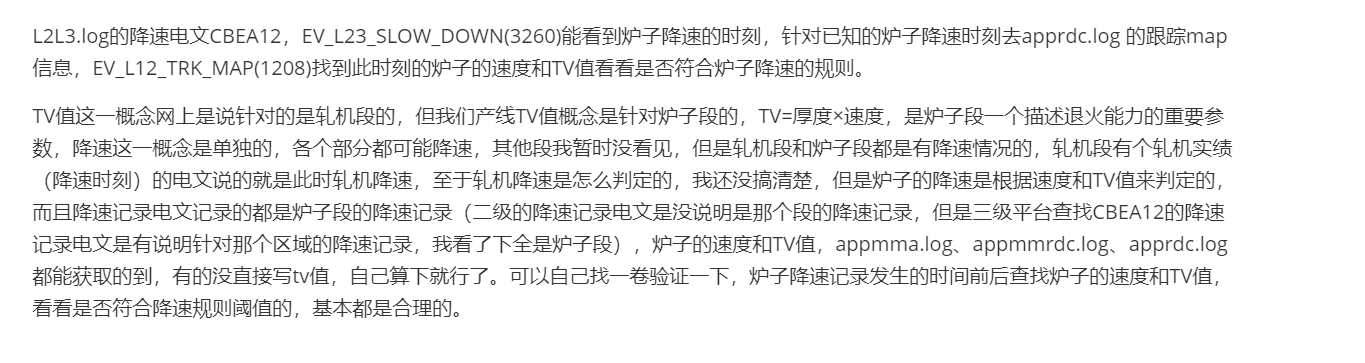 L2L3.log的降速电文CBEA12，EV_L23_SLOW_DOWN(3260)能看到炉子降速的时刻，针对已知的炉子降速时刻去apprdc.log 的跟踪map
信息，EV_L12_TRK_MAP(1208)找到此时刻的炉子的速度和TV值看看是否符合炉子降速的规则。
TV值这一概念网上是说针对的是轧机段的，但我们产线TV值概念是针对炉子段的，TV=厚度×速度，是炉子段一个描述退火能力的重要参
数，降速这一概念是单独的，各个部分都可能降速，其他段我暂时没看见，但是轧机段和炉子段都是有降速情况的，轧机段有个轧机实绩
（降速时刻）的电文说的就是此时轧机降速，至于轧机降速是怎么判定的，我还没搞清楚，但是炉子的降速是根据速度和TV值来判定的，
而且降速记录电文记录的都是炉子段的降速记录（二级的降速记录电文是没说明是那个段的降速记录，但是三级平台查找CBEA12的降速
记录电文是有说明针对那个区域的降速记录，我看了下全是炉子段），炉子的速度和TV值，appmma.log、appmmrdc.log、apprdc.log
都能获取的到，有的没直接写tv值，自己算下就行了。可以自己找一卷验证一下，炉子降速记录发生的时间前后查找炉子的速度和TV值，
看看是否符合降速规则阈值的，基本都是合理的。